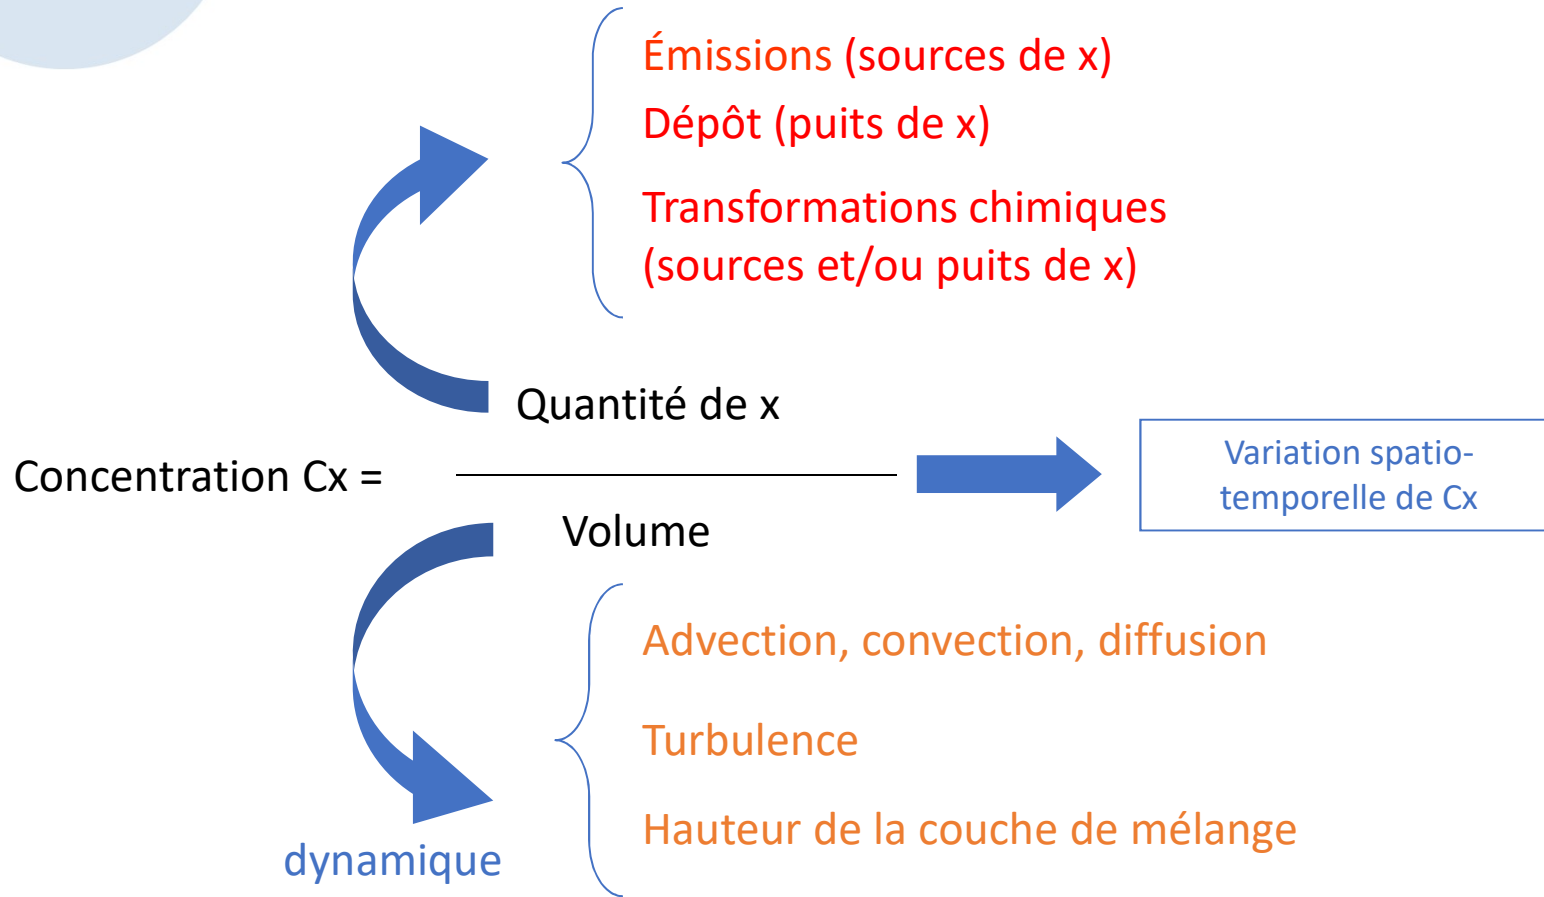 Émissions (sources de x)
Dépôt (puits de x)
Transformations chimiques
(sources et/ou puits de x)
Quantité de x
Concentration Cx =
Volume
Variation spatio-
temporelle de Cx
Advection, convection, diffusion
Turbulence
Hauteur de la couche de mélange
dynamique